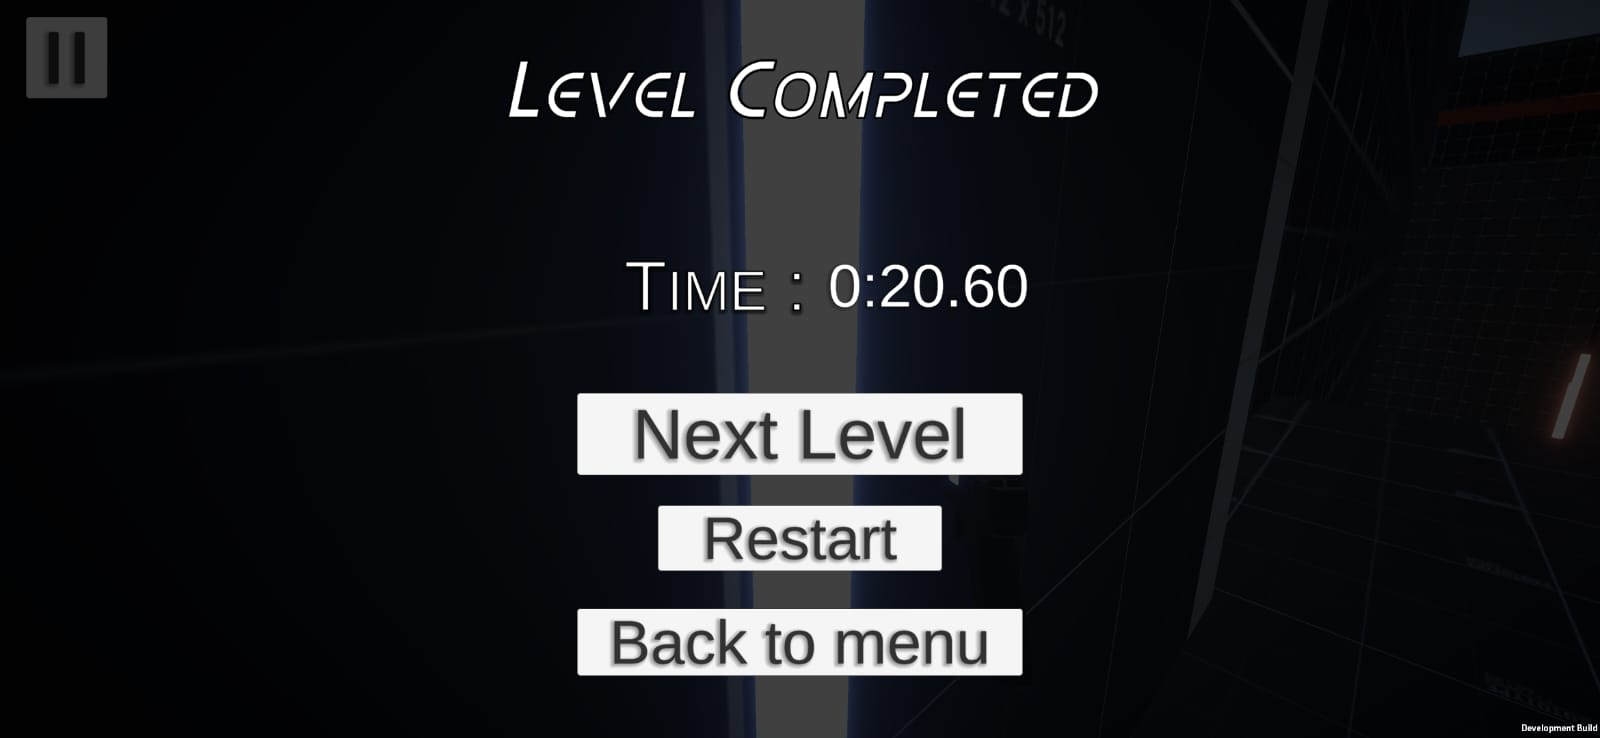 LEVEL COMPLETED
TIME : 0:20.60
Next Level
Restart
Back to menu
Development Build